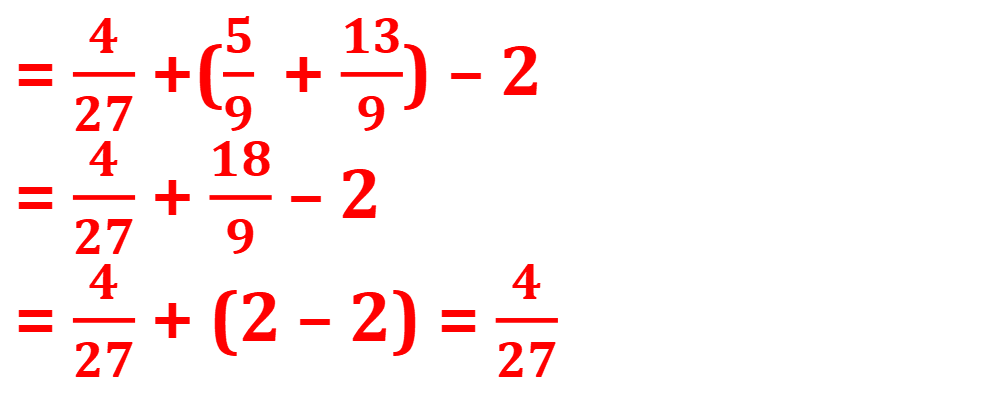 = 4/27 +(5/9 + 13/9) – 2
= 4/27 + 18/9 – 2
= 4/27 + (2 – 2) = 4/27